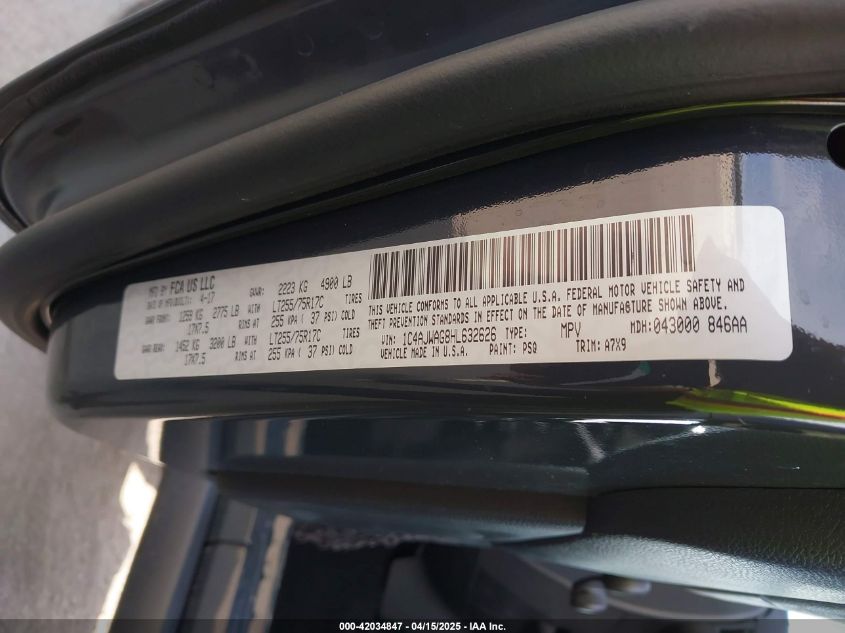 MFD BY FCA US LLC
DATE OF MFR/BUILT: 4-17 GVWR: 2223 KG 4900 LB
GAWR FRONT: 1259 KG 2775 LB WITH LT255/75R17C TIRES
17X7.5 RIMS AT 255 KPA ( 37 PSI) COLD
GAWR REAR: 1452 KG 3200 LB WITH LT255/75R17C TIRES
17X7.5 RIMS AT 255 KPA ( 37 PSI) COLD
THIS VEHICLE CONFORMS TO ALL APPLICABLE U.S.A. FEDERAL MOTOR VEHICLE SAFETY AND
THEFT PREVENTION STANDARDS IN EFFECT ON THE DATE OF MANUFACTURE SHOWN ABOVE.
VIN: 1C4AJWAG8HL632626 TYPE: MPV MDH: 043000 846AA
VEHICLE MADE IN U.S.A. PAINT: PSQ TRIM: A7X9
000-42034847 - 04/15/2025 - IAA Inc.